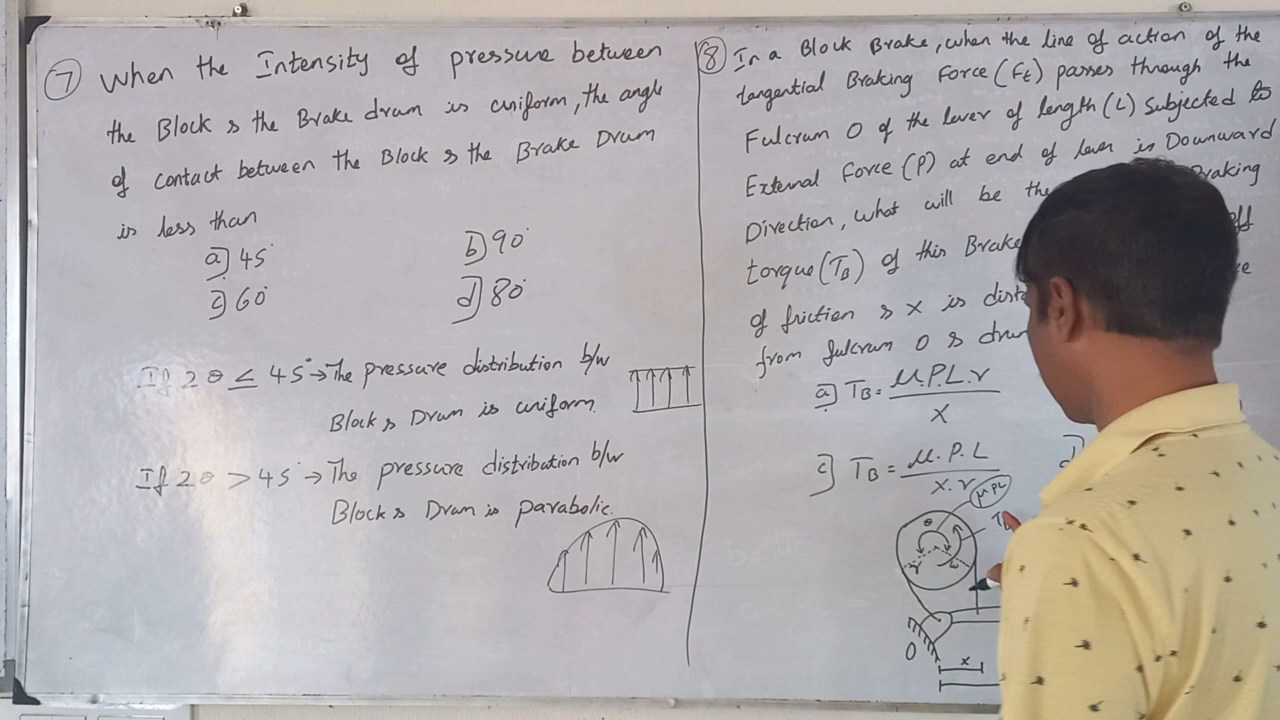 7 When the Intensity of pressure between
the Block & the Brake drum is uniform, the angle
of contact between the Block & the Brake Drum
is less than
a] 45° b] 90°
c] 60° d] 80°
If 2θ ≤ 45° → The pressure distribution b/w
Block & Drum is uniform.
If 2θ > 45° → The pressure distribution b/w
Block & Drum is parabolic.
8 In a Block Brake, when the line of action of the
tangential Braking Force (Ft) passes through the
Fulcrum O of the lever of length (L) subjected to
External Force (P) at end of lever is Downward
Direction, what will be the Braking
torque (TB) of this Brake
of friction & x is
from fulcrum O &
a] TB = μ.P.L.r / x
c] TB = μ.P.L / x.r d]
μPL
O
x